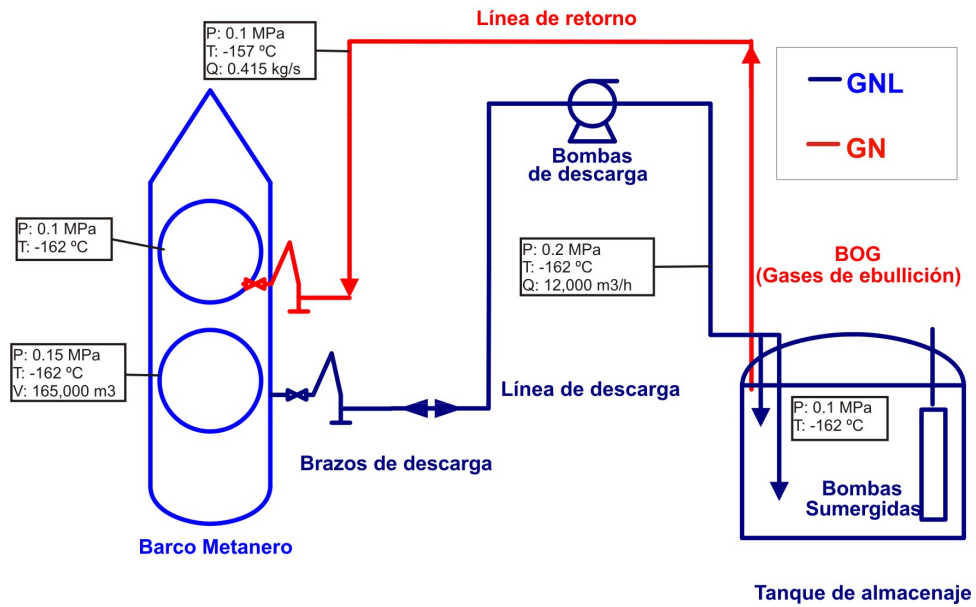 Línea de retorno
P: 0.1 MPa
T: -157 ºC
Q: 0.415 kg/s
GNL
GN
Bombas
de descarga
P: 0.1 MPa
T: -162 ºC
P: 0.2 MPa
T: -162 ºC
Q: 12,000 m3/h
BOG
(Gases de ebullición)
P: 0.15 MPa
T: -162 ºC
V: 165,000 m3
Línea de descarga
P: 0.1 MPa
T: -162 ºC
Brazos de descarga
Bombas
Sumergidas
Barco Metanero
Tanque de almacenaje